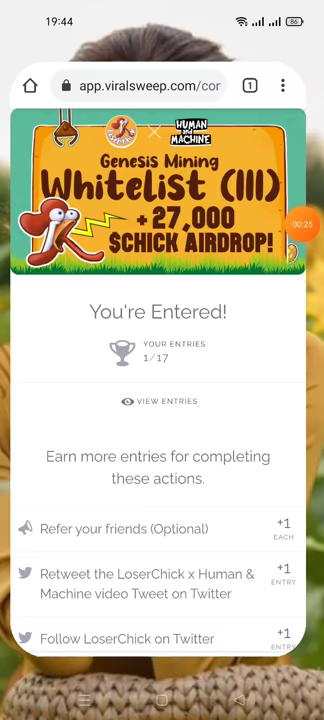 19:44
86
app.viralsweep.com/cor
1
HUMAN
and
MACHINE
Genesis Mining
Whitelist (III)
+ 27,000
$CHICK AIRDROP!
00:25
You're Entered!
YOUR ENTRIES
1/17
VIEW ENTRIES
Earn more entries for completing
these actions.
Refer your friends (Optional)
+1
EACH
Retweet the LoserChick x Human &
Machine video Tweet on Twitter
+1
ENTRY
Follow LoserChick on Twitter
+1
ENTRY